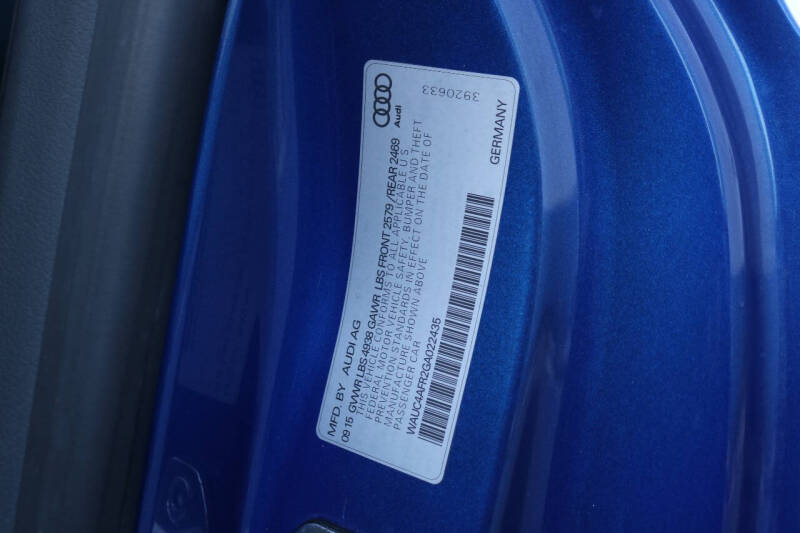 MFD. BY AUDI AG
09 15 GVWR LBS 4938 GAWR LBS FRONT 2579 /REAR 2469
THIS VEHICLE CONFORMS TO ALL APPLICABLE U S
FEDERAL MOTOR VEHICLE SAFETY, BUMPER AND THEFT
PREVENTION STANDARDS IN EFFECT ON THE DATE OF
MANUFACTURE SHOWN ABOVE
PASSENGER CAR
WAUC4AFR2GA022435
Audi
3920633
GERMANY